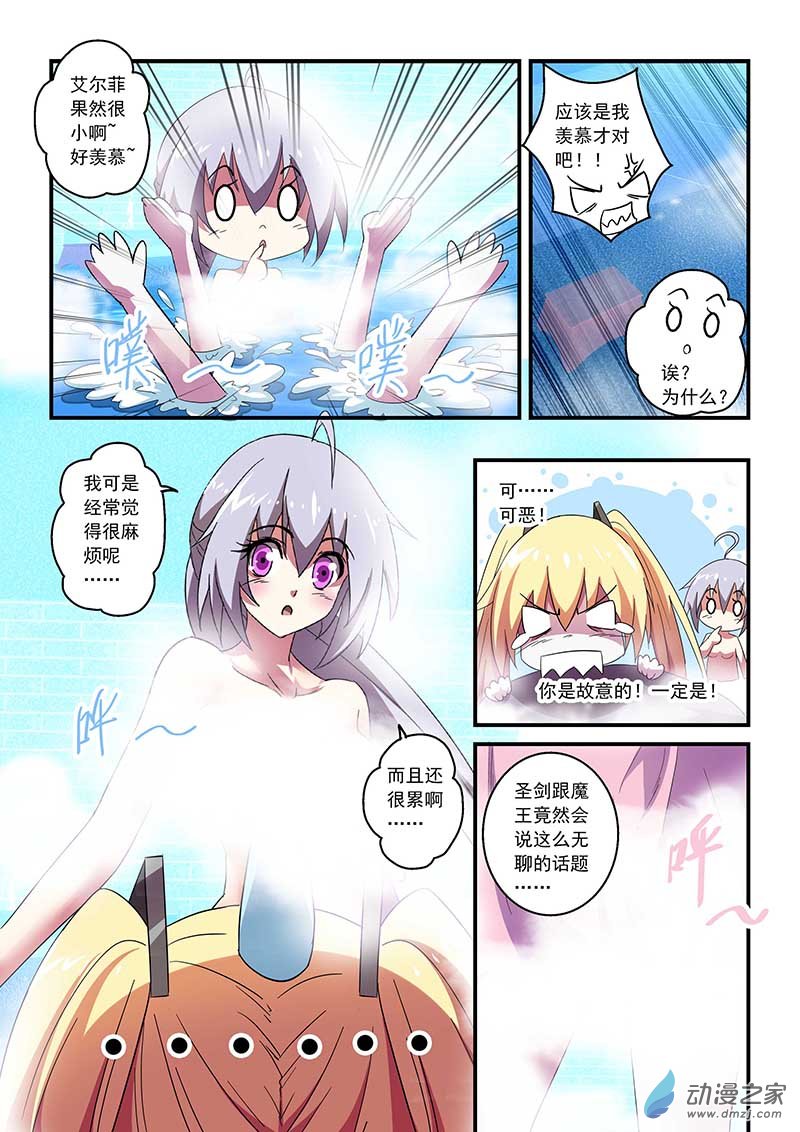 艾尔菲
果然很
小啊~
好羡慕~
噗～
噗～
应该是我
羡慕才对
吧！！
诶？
为什么？
我可是
经常觉
得很麻
烦呢
……
呼～
而且还
很累啊
……
······
可……
可恶！
你是故意的！一定是！
圣剑跟魔
王竟然会
说这么无
聊的话题
……
呼～
动漫之家
www.dmzj.com